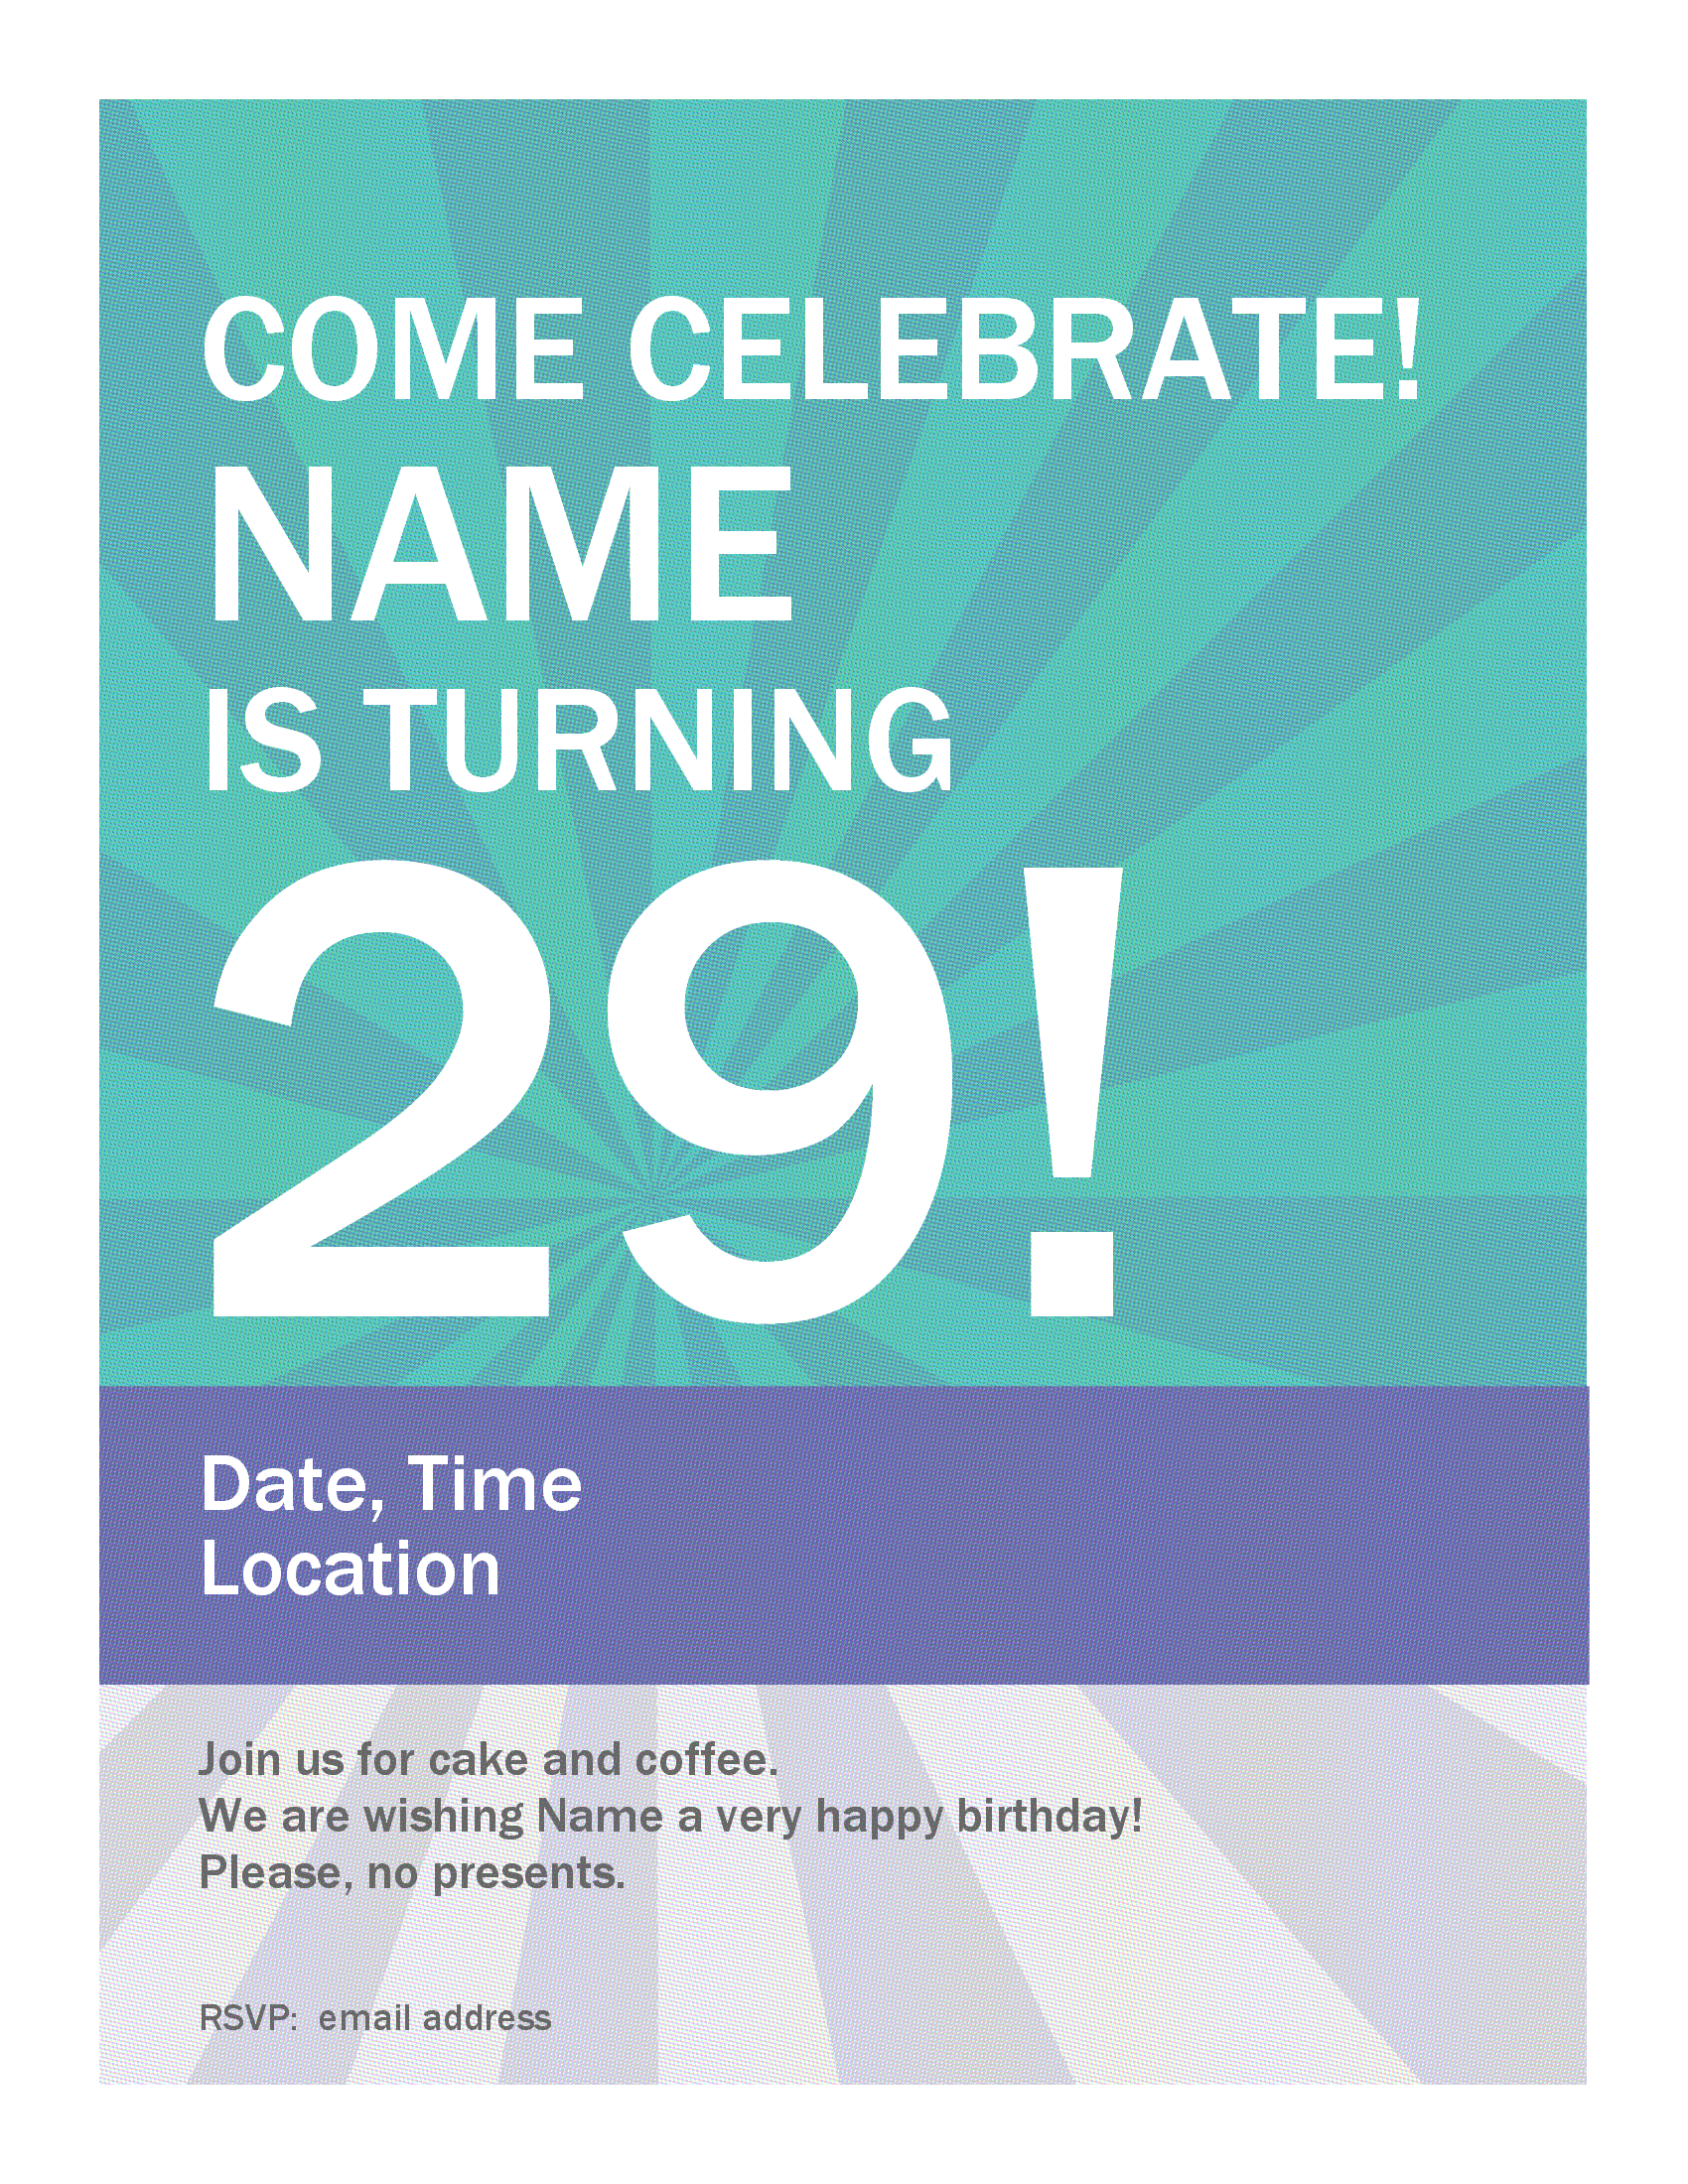 COME CELEBRATE!
NAME
IS TURNING
29!
Date, Time
Location
Join us for cake and coffee.
We are wishing Name a very happy birthday!
Please, no presents.
RSVP:  email address